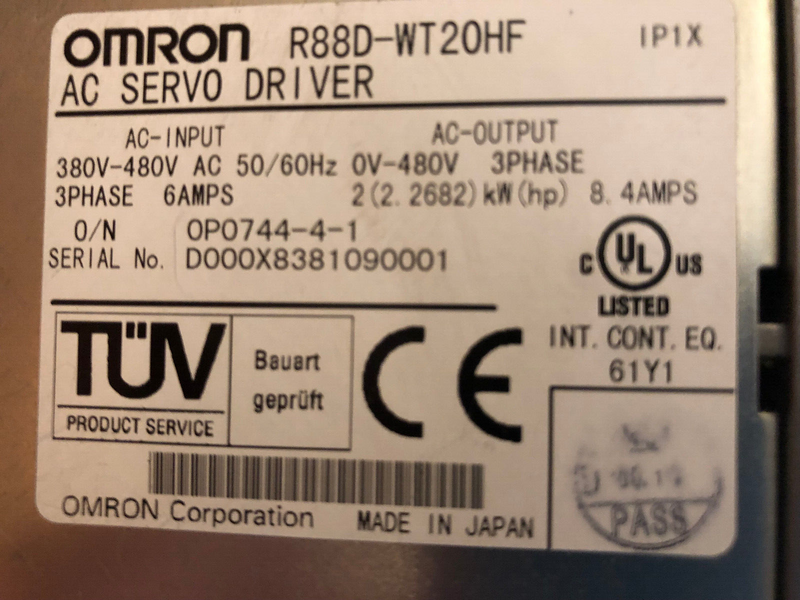 OMRON R88D-WT20HF IP1X
AC SERVO DRIVER
AC-INPUT AC-OUTPUT
380V-480V AC 50/60Hz 0V-480V 3PHASE
3PHASE 6AMPS 2(2.2682)kW(hp) 8.4AMPS
O/N OP0744-4-1
SERIAL No. D000X8381090001
C UL US
LISTED
INT. CONT. EQ.
61Y1
TÜV
PRODUCT SERVICE
Bauart
geprüft
CE
PASS
OMRON Corporation MADE IN JAPAN